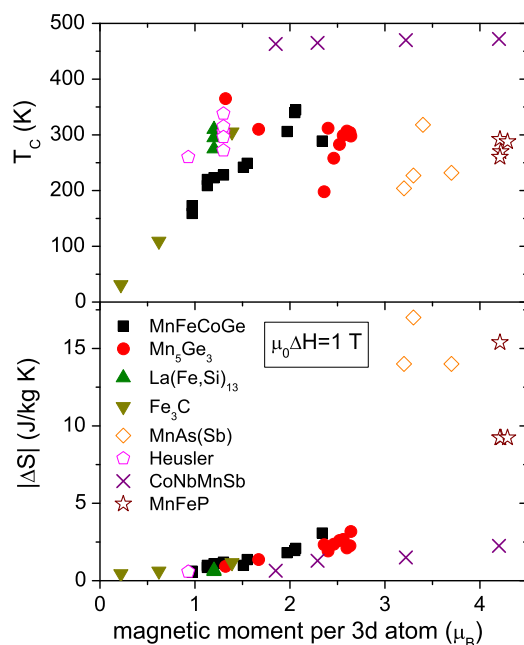 500
400
300
200
100
0
T_C (K)
MnFeCoGe
Mn₅Ge₃
La(Fe,Si)₁₃
Fe₃C
MnAs(Sb)
Heusler
CoNbMnSb
MnFeP
μ₀ΔH=1 T
15
10
5
0
|ΔS| (J/kg K)
0 1 2 3 4
magnetic moment per 3d atom (μ_B)